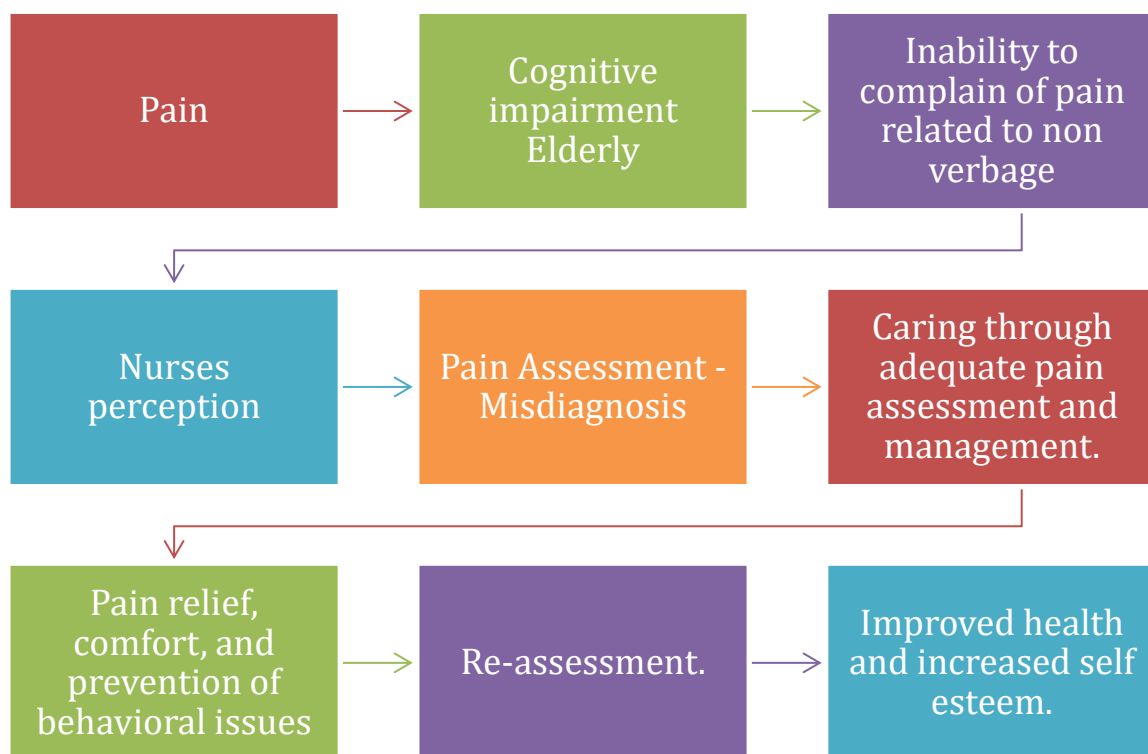 Pain
Cognitive
impairment
Elderly
Inability to
complain of pain
related to non
verbage
Nurses
perception
Pain Assessment -
Misdiagnosis
Caring through
adequate pain
assessment and
management.
Pain relief,
comfort, and
prevention of
behavioral issues
Re-assessment.
Improved health
and increased self
esteem.